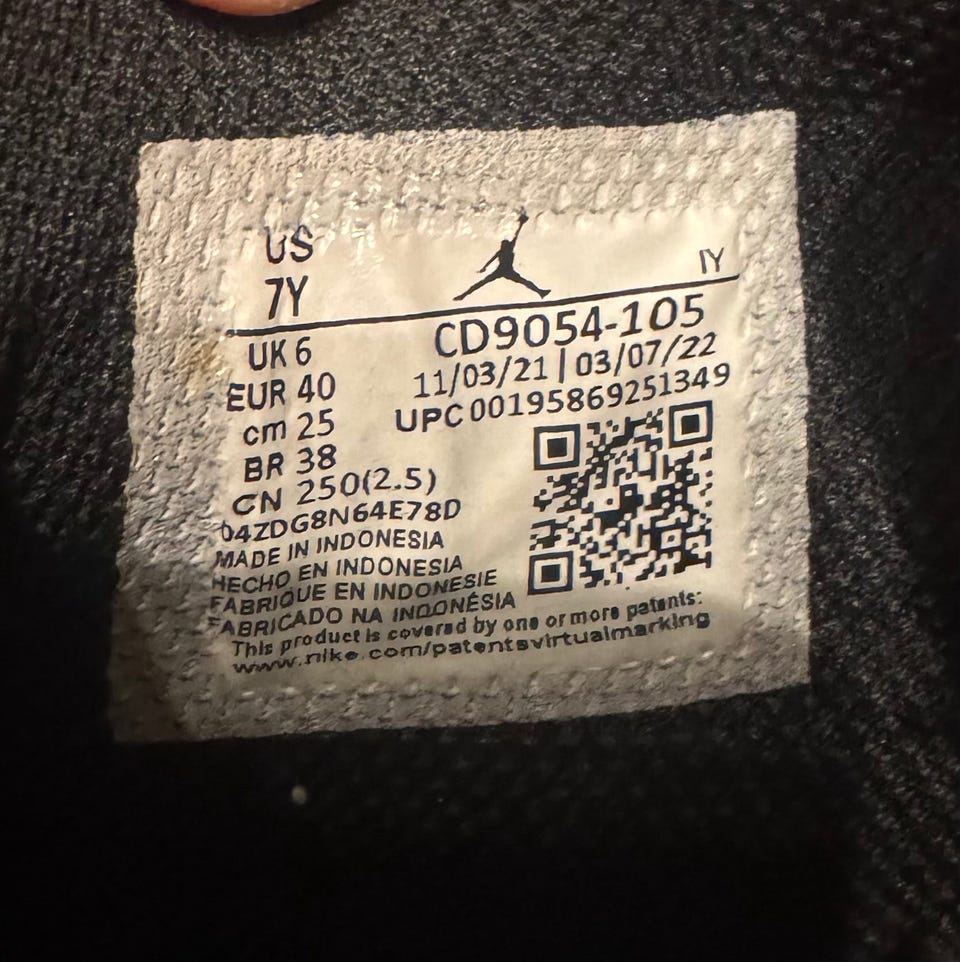 US
7Y
IY
UK 6
EUR 40
cm 25
BR 38
CN 250(2.5)
CD9054-105
11/03/21 | 03/07/22
UPC 00195869251349
04ZDG8N64E78D
MADE IN INDONESIA
HECHO EN INDONESIA
FABRIQUE EN INDONESIE
FABRICADO NA INDONÉSIA
This product is covered by one or more patents:
www.nike.com/patentsvirtualmarking